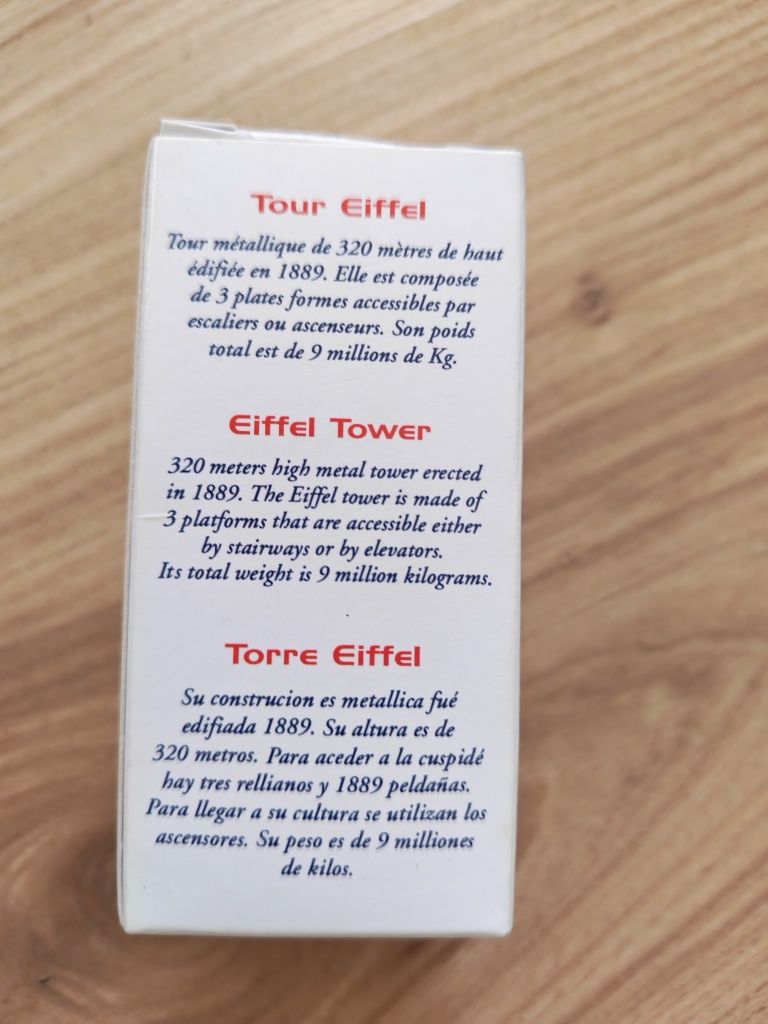 Tour Eiffel
Tour métallique de 320 mètres de haut
édifiée en 1889. Elle est composée
de 3 plates formes accessibles par
escaliers ou ascenseurs. Son poids
total est de 9 millions de Kg.
Eiffel Tower
320 meters high metal tower erected
in 1889. The Eiffel tower is made of
3 platforms that are accessible either
by stairways or by elevators.
Its total weight is 9 million kilograms.
Torre Eiffel
Su construcion es metallica fué
edifiada 1889. Su altura es de
320 metros. Para aceder a la cuspidé
hay tres rellianos y 1889 peldañas.
Para llegar a su cultura se utilizan los
ascensores. Su peso es de 9 milliones
de kilos.